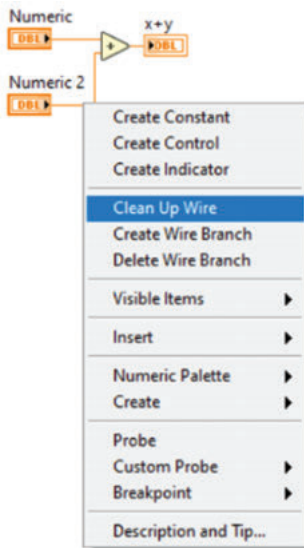 Numeric
x+y
DBL
+
DBL
Numeric 2
DBL
Create Constant
Create Control
Create Indicator
Clean Up Wire
Create Wire Branch
Delete Wire Branch
Visible Items
Insert
Numeric Palette
Create
Probe
Custom Probe
Breakpoint
Description and Tip...